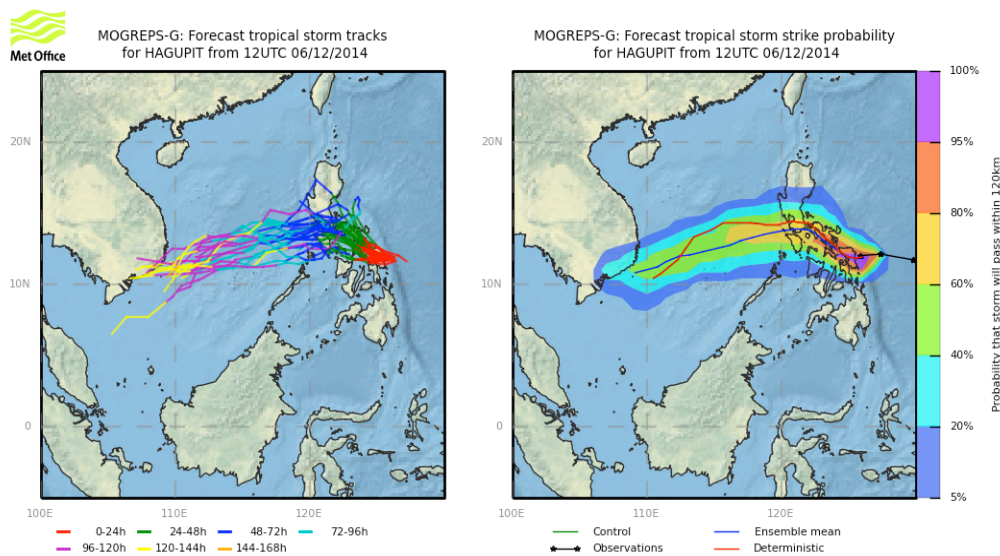 Met Office
MOGREPS-G: Forecast tropical storm tracks
for HAGUPIT from 12UTC 06/12/2014
MOGREPS-G: Forecast tropical storm strike probability
for HAGUPIT from 12UTC 06/12/2014
20N
10N
0
100E
110E
120E
20N
10N
0
100E
110E
120E
100%
95%
80%
60%
40%
20%
5%
Probability that storm will pass within 120km
0-24h 24-48h 48-72h 72-96h
96-120h 120-144h 144-168h
Control Ensemble mean
Observations Deterministic